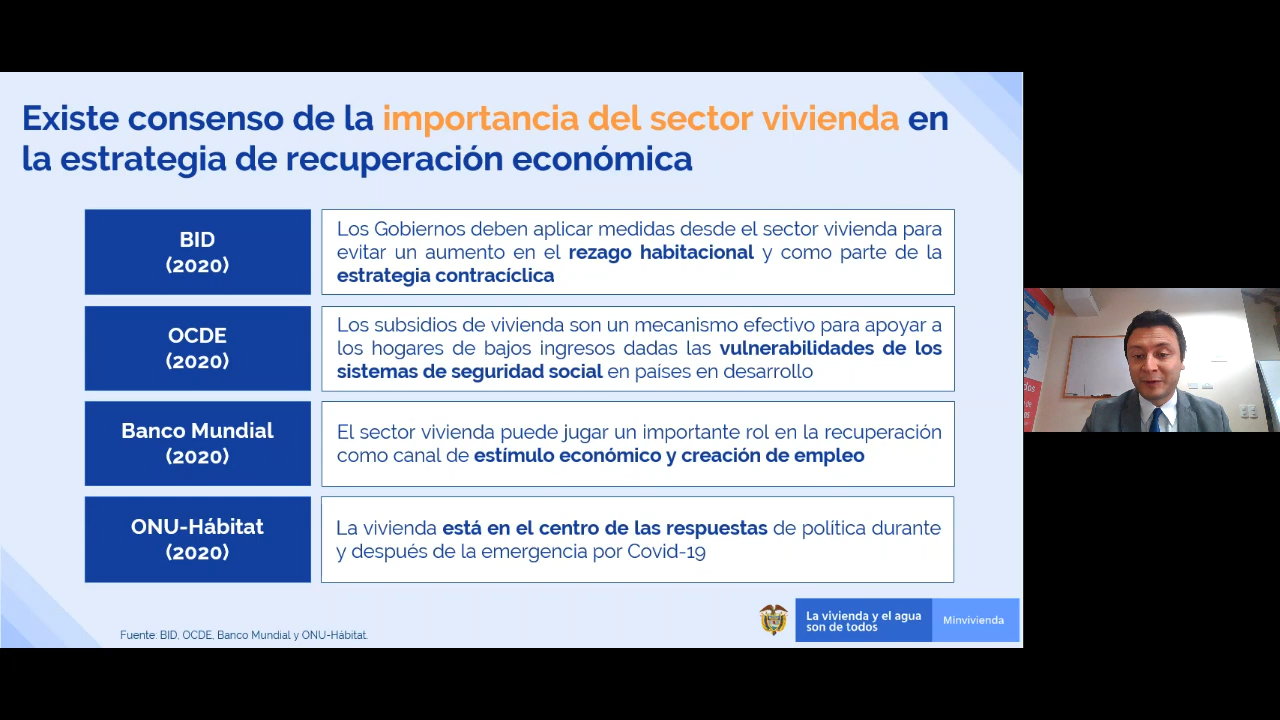 Existe consenso de la importancia del sector vivienda en
la estrategia de recuperación económica
BID
(2020)
Los Gobiernos deben aplicar medidas desde el sector vivienda para
evitar un aumento en el rezago habitacional y como parte de la
estrategia contracíclica
OCDE
(2020)
Los subsidios de vivienda son un mecanismo efectivo para apoyar a
los hogares de bajos ingresos dadas las vulnerabilidades de los
sistemas de seguridad social en países en desarrollo
Banco Mundial
(2020)
El sector vivienda puede jugar un importante rol en la recuperación
como canal de estímulo económico y creación de empleo
ONU-Hábitat
(2020)
La vivienda está en el centro de las respuestas de política durante
y después de la emergencia por Covid-19
Fuente: BID, OCDE, Banco Mundial y ONU-Hábitat.
La vivienda y el agua
son de todos
Minvivienda